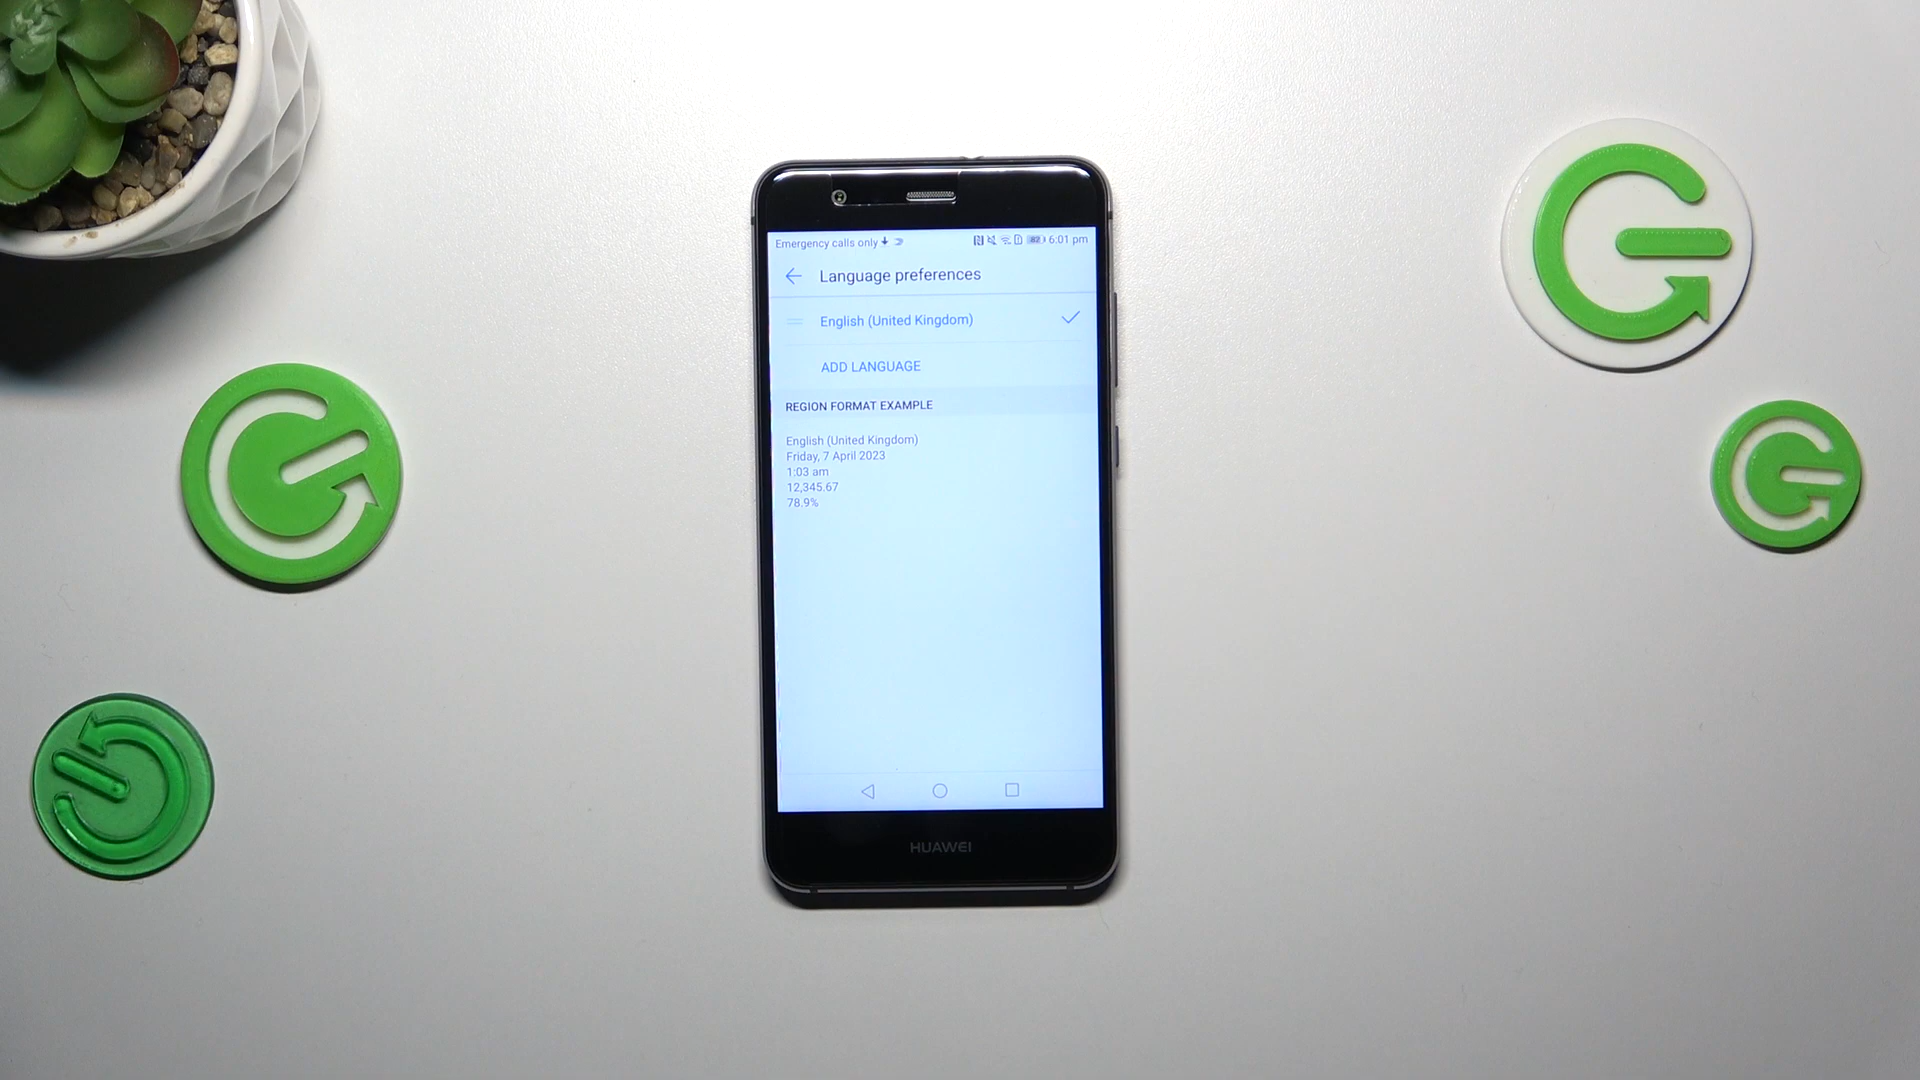 Emergency calls only
82 6:01 pm
Language preferences
English (United Kingdom)
ADD LANGUAGE
REGION FORMAT EXAMPLE
English (United Kingdom)
Friday, 7 April 2023
1:03 am
12,345.67
78.9%
HUAWEI